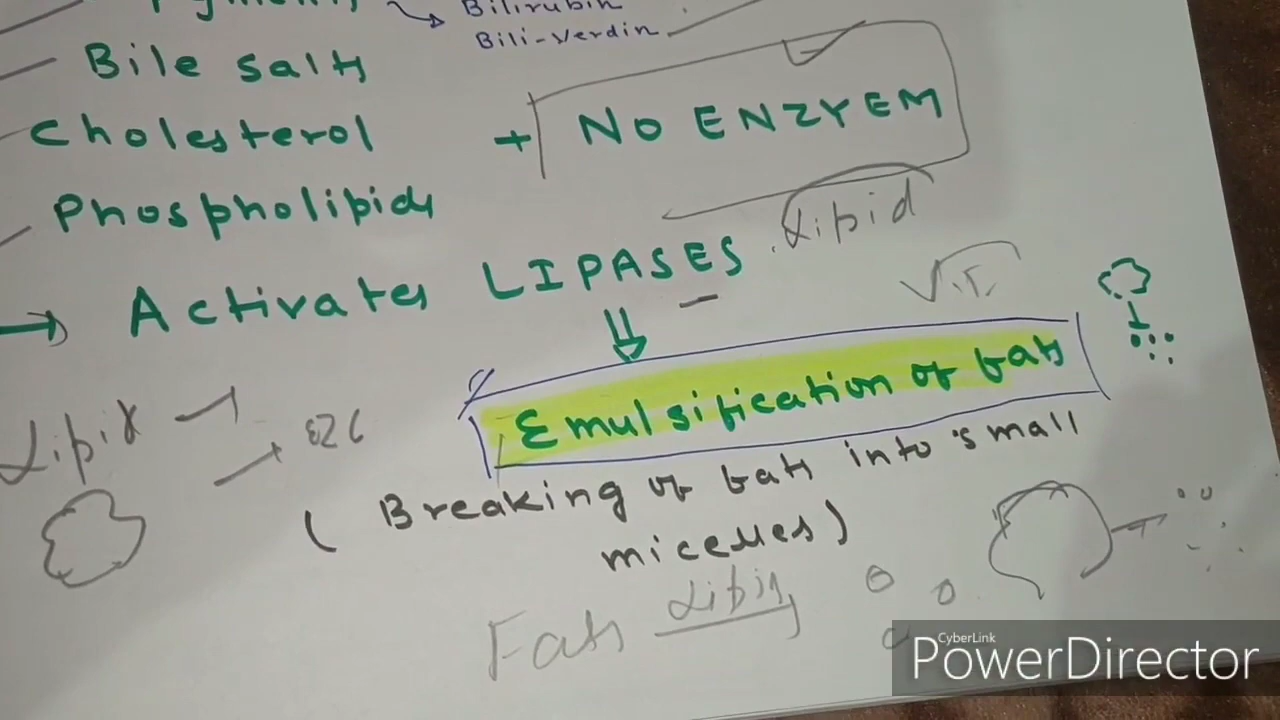 Bilirubin
Bili-Verdin
Bile salts
Cholesterol
+ NO ENZYEM
Phospholipids
→ Activates LIPASES
Lipid
V.I.
Emulsification of fats
(Breaking of fats into small
micelles)
Fats Lipid
CyberLink
PowerDirector